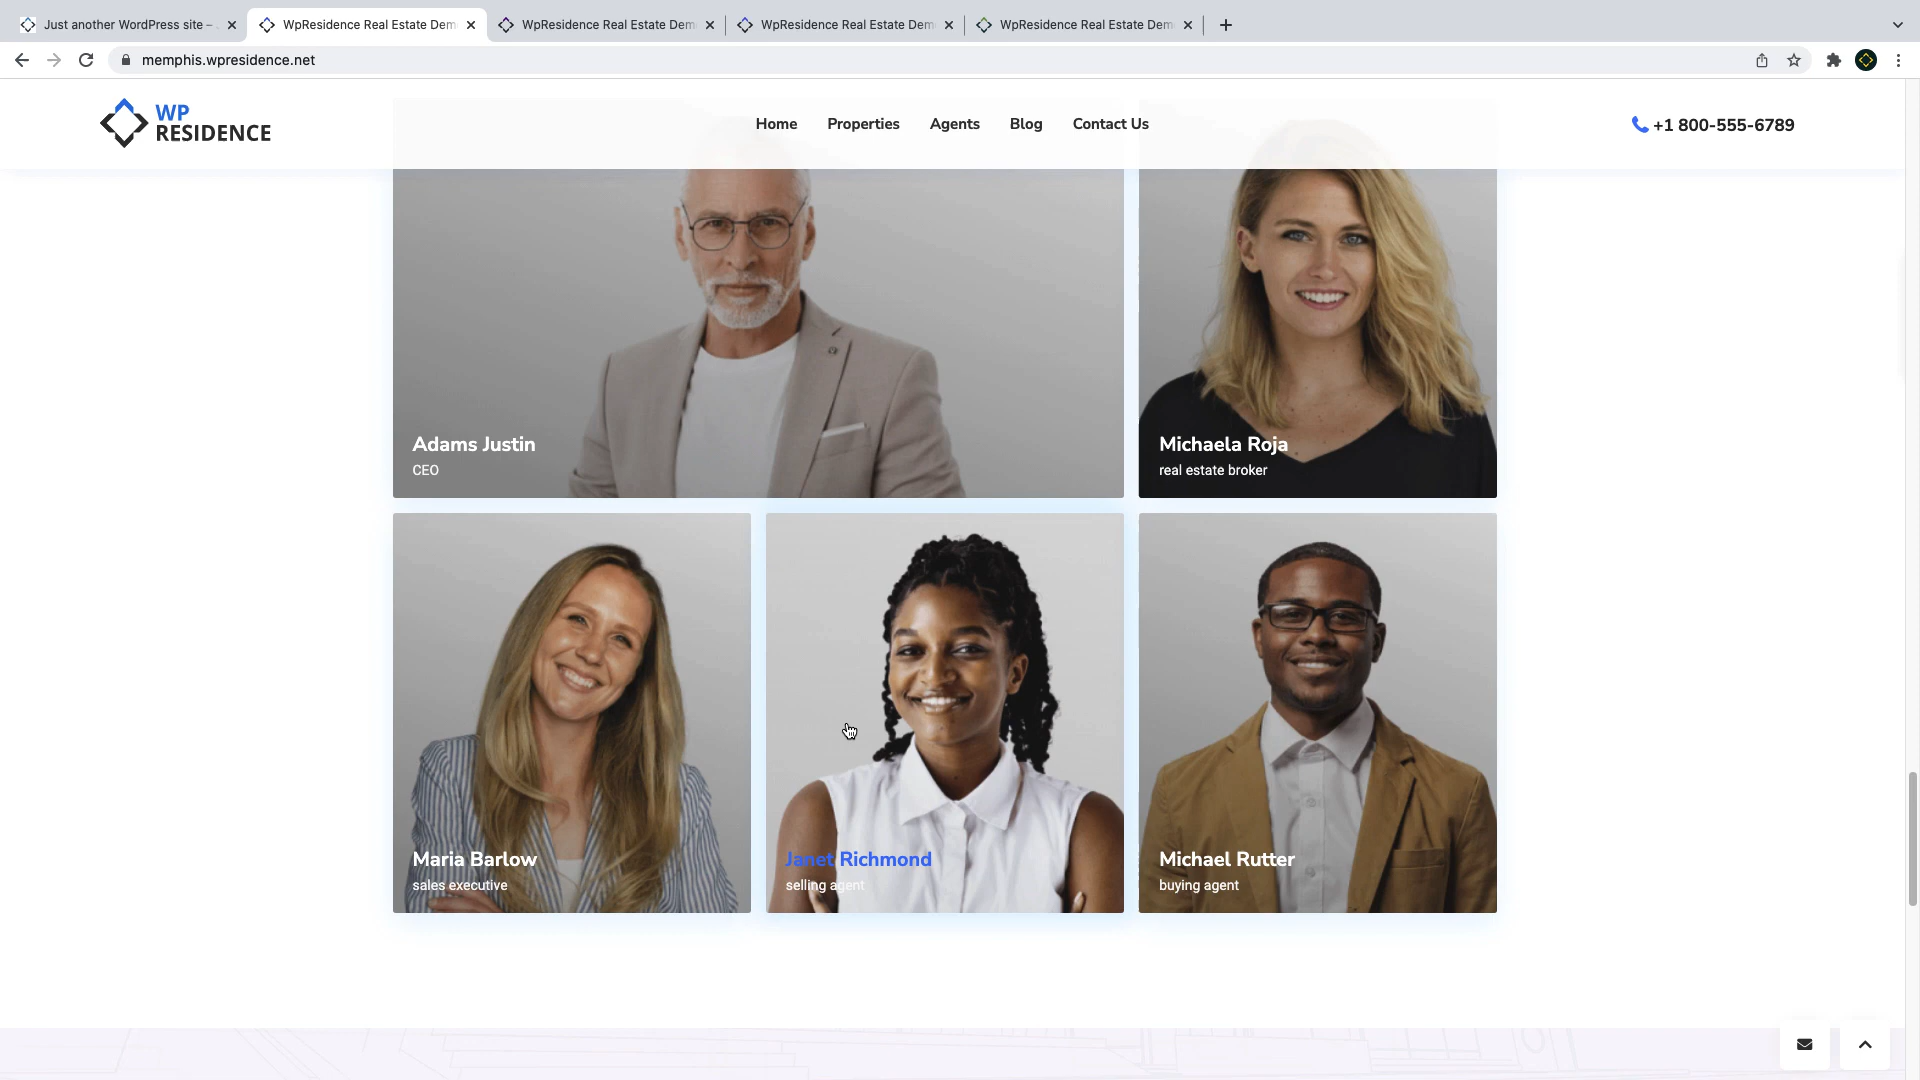 Just another WordPress site –
WpResidence Real Estate Dem
WpResidence Real Estate Dem
WpResidence Real Estate Dem
WpResidence Real Estate Dem
memphis.wpresidence.net
WP
RESIDENCE
Home
Properties
Agents
Blog
Contact Us
+1 800-555-6789
Adams Justin
CEO
Michaela Roja
real estate broker
Maria Barlow
sales executive
Janet Richmond
selling agent
Michael Rutter
buying agent